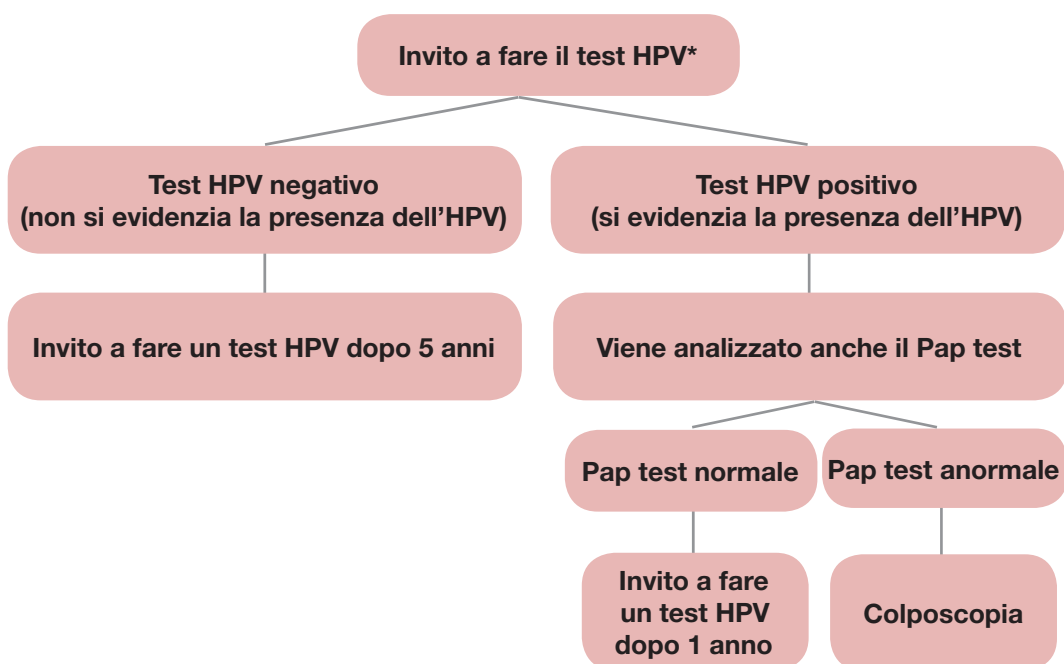 Invito a fare il test HPV*
Test HPV negativo
(non si evidenzia la presenza dell’HPV)
Test HPV positivo
(si evidenzia la presenza dell’HPV)
Invito a fare un test HPV dopo 5 anni
Viene analizzato anche il Pap test
Pap test normale
Pap test anormale
Invito a fare
un test HPV
dopo 1 anno
Colposcopia